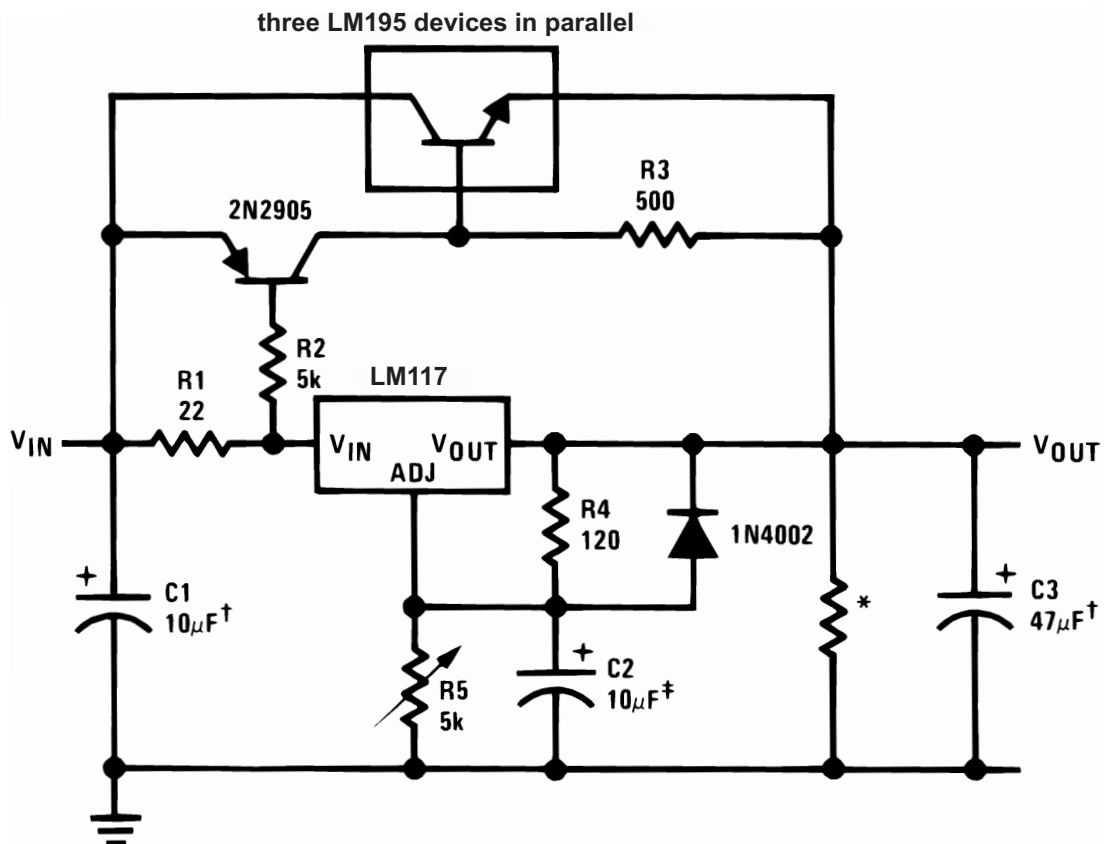 three LM195 devices in parallel
R3
500
2N2905
R2
5k
LM117
R1
22
VIN
VIN
VOUT
ADJ
VOUT
R4
120
1N4002
+
C1
10μF†
+
C2
10μF‡
R5
5k
*
+
C3
47μF†